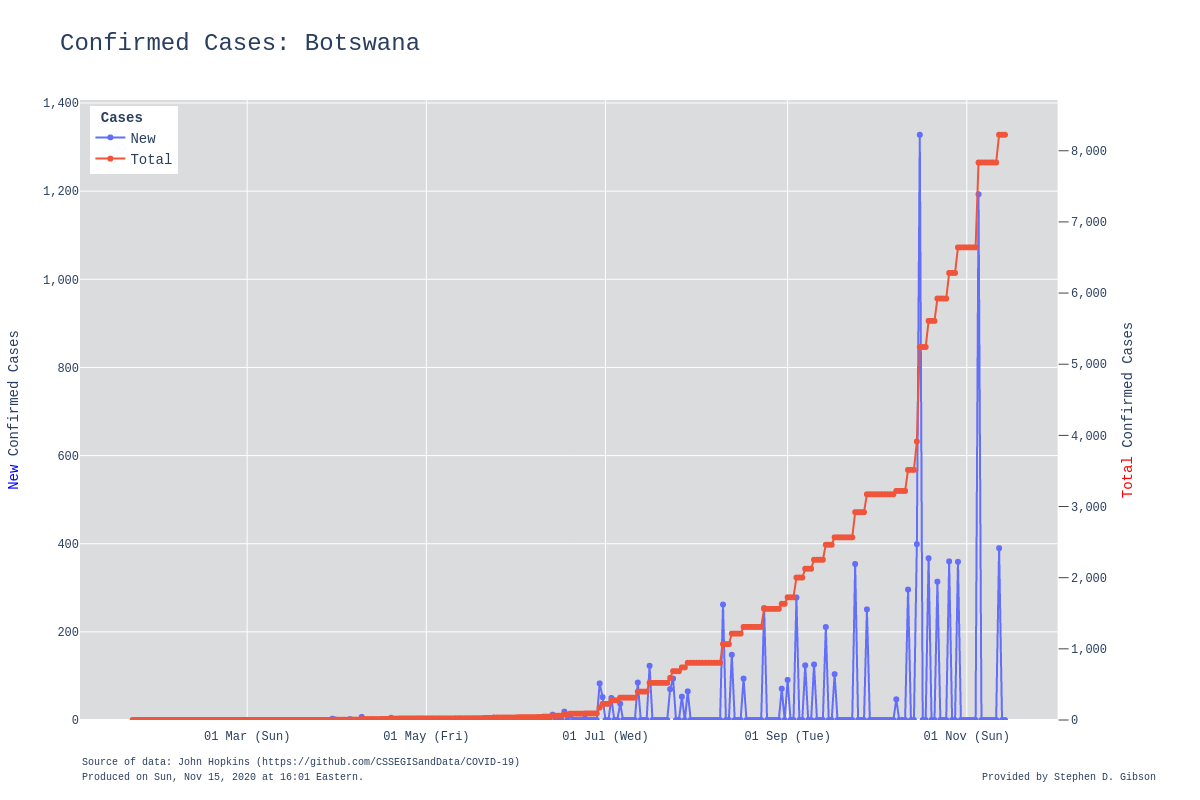 Confirmed Cases: Botswana
Cases
New
Total
1,400
1,200
1,000
800
600
400
200
0
8,000
7,000
6,000
5,000
4,000
3,000
2,000
1,000
0
New Confirmed Cases
Total Confirmed Cases
01 Mar (Sun)
01 May (Fri)
01 Jul (Wed)
01 Sep (Tue)
01 Nov (Sun)
Source of data: John Hopkins (https://github.com/CSSEGISandData/COVID-19)
Produced on Sun, Nov 15, 2020 at 16:01 Eastern.
Provided by Stephen D. Gibson